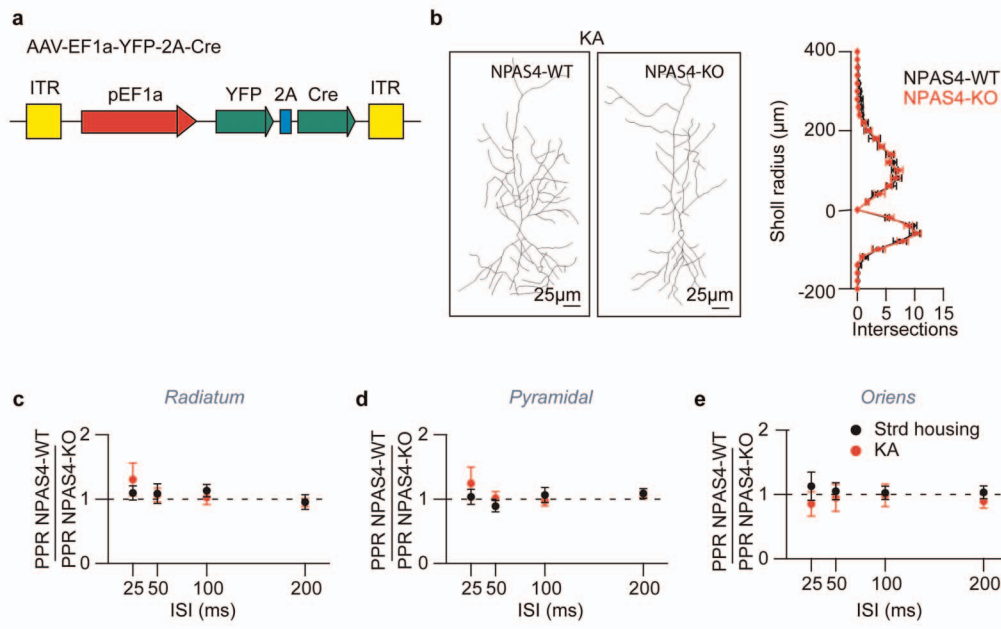 a
AAV-EF1a-YFP-2A-Cre
ITR
pEF1a
YFP
2A
Cre
ITR
b
KA
NPAS4-WT
25µm
NPAS4-KO
25µm
NPAS4-WT
NPAS4-KO
Sholl radius (µm)
400
200
0
-200
0 5 10 15
Intersections
c
Radiatum
PPR NPAS4-WT
PPR NPAS4-KO
2
1
0
25 50 100 200
ISI (ms)
d
Pyramidal
PPR NPAS4-WT
PPR NPAS4-KO
2
1
0
25 50 100 200
ISI (ms)
e
Oriens
Strd housing
KA
PPR NPAS4-WT
PPR NPAS4-KO
2
1
0
25 50 100 200
ISI (ms)